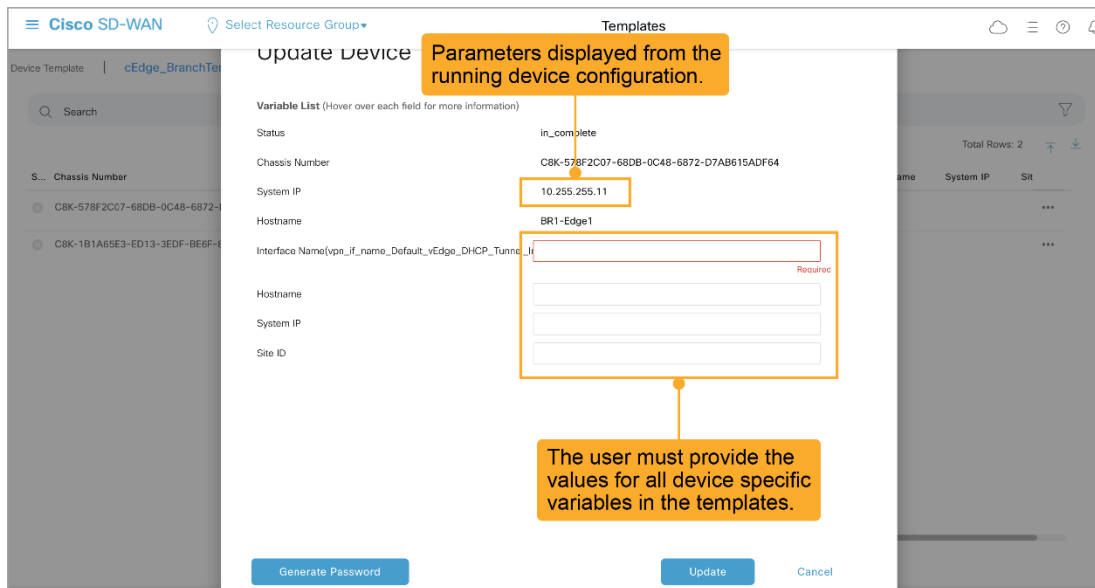 Cisco SD-WAN
Select Resource Group
Templates
Device Template
cEdge_BranchTe
Update Device
Parameters displayed from the
running device configuration.
Search
Variable List (Hover over each field for more information)
Total Rows: 2
Status
in_complete
Chassis Number
C8K-578F2C07-68DB-0C48-6872-D7AB615ADF64
S... Chassis Number
ame
System IP
Sit
System IP
10.255.255.11
C8K-578F2C07-68DB-0C48-6872-
Hostname
BR1-Edge1
C8K-1B1A65E3-ED13-3EDF-BE6F-
Interface Name(vpn_if_name_Default_vEdge_DHCP_Tunnel_
Required
Hostname
System IP
Site ID
The user must provide the
values for all device specific
variables in the templates.
Generate Password
Update
Cancel